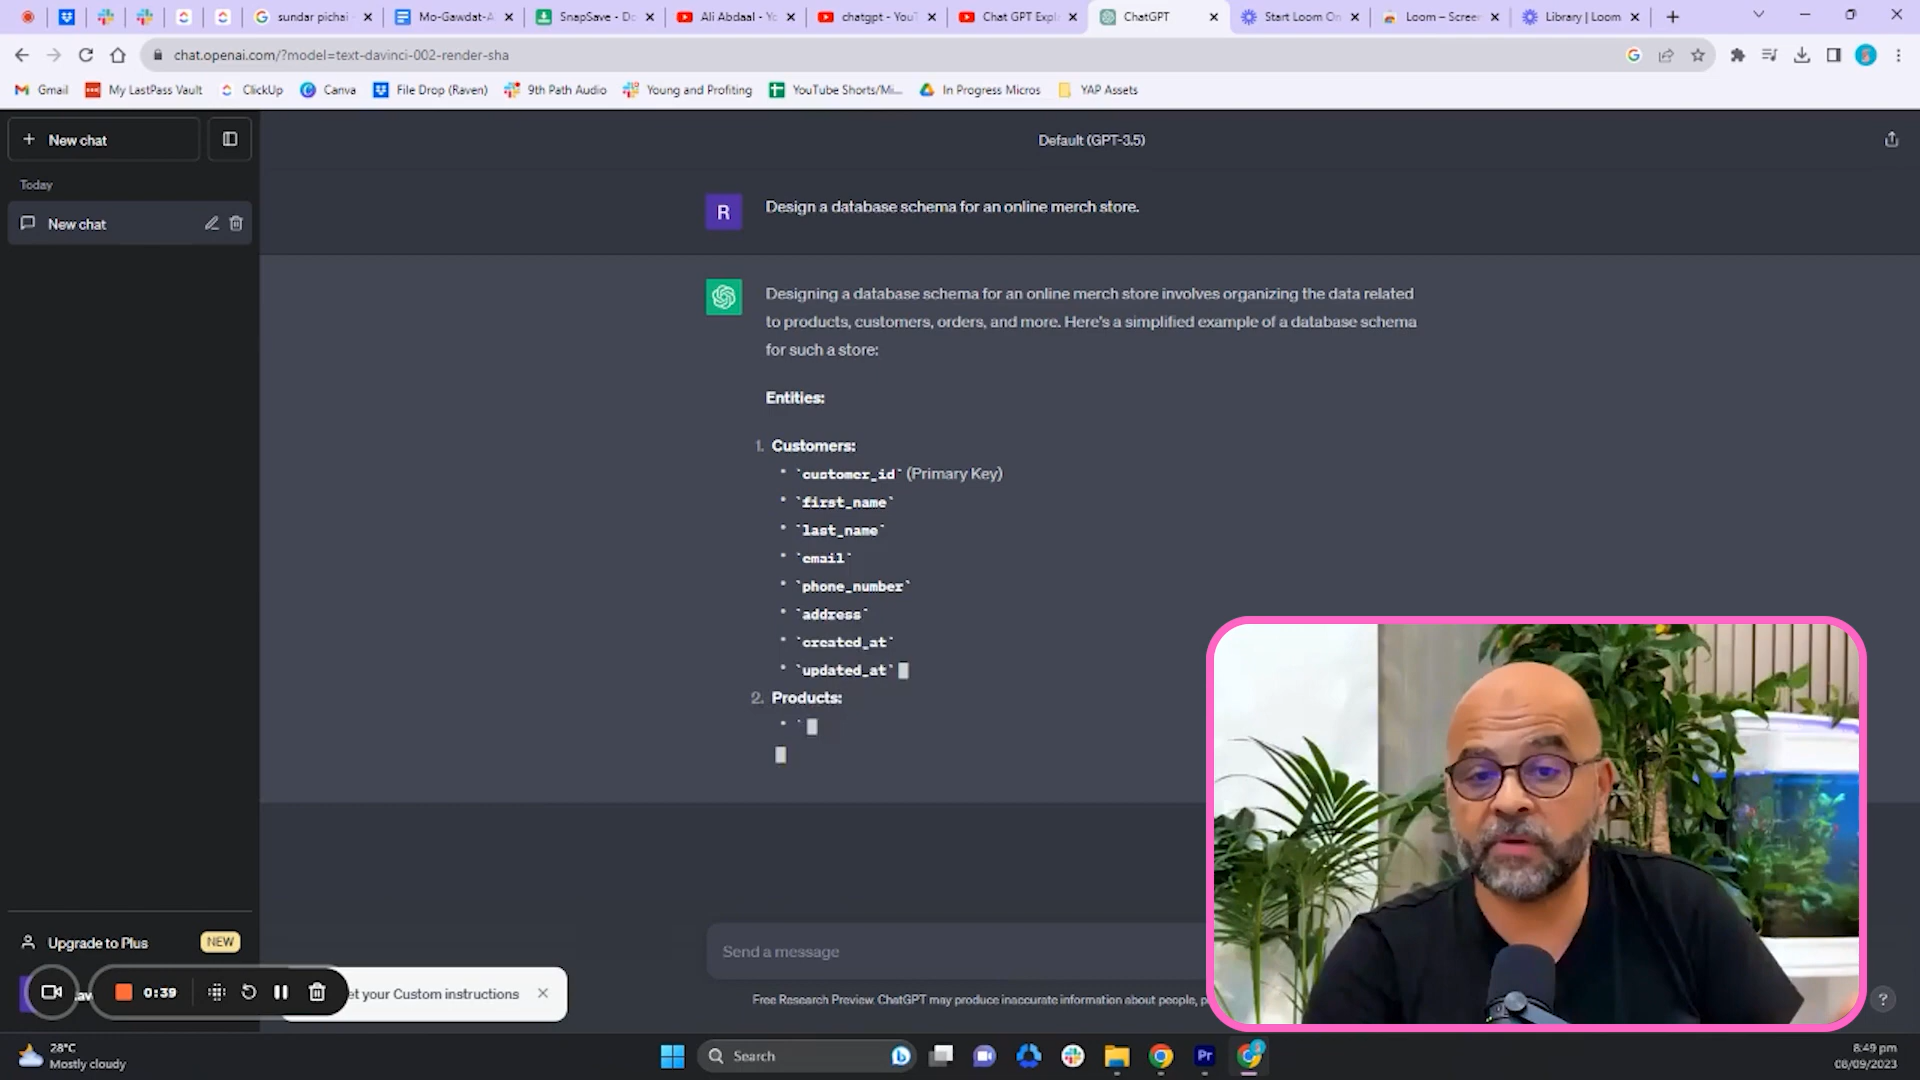 sundar pichai
Mo-Gawdat-A
SnapSave - Do
Ali Abdaal - Yo
chatgpt - YouT
Chat GPT Expl
ChatGPT
Start Loom On
Loom – Screen
Library | Loom
chat.openai.com/?model=text-davinci-002-render-sha
Gmail
My LastPass Vault
ClickUp
Canva
File Drop (Raven)
9th Path Audio
Young and Profiting
YouTube Shorts/Mi...
In Progress Micros
YAP Assets
New chat
Default (GPT-3.5)
Today
New chat
R
Design a database schema for an online merch store.
Designing a database schema for an online merch store involves organizing the data related
to products, customers, orders, and more. Here's a simplified example of a database schema
for such a store:
Entities:
1. Customers:
• `customer_id` (Primary Key)
• `first_name`
• `last_name`
• `email`
• `phone_number`
• `address`
• `created_at`
• `updated_at`
2. Products:
• `
Upgrade to Plus
NEW
0:39
et your Custom instructions
Send a message
Free Research Preview. ChatGPT may produce inaccurate information about people, p
?
28°C
Mostly cloudy
Search
Pr
8:49 pm
08/09/2023